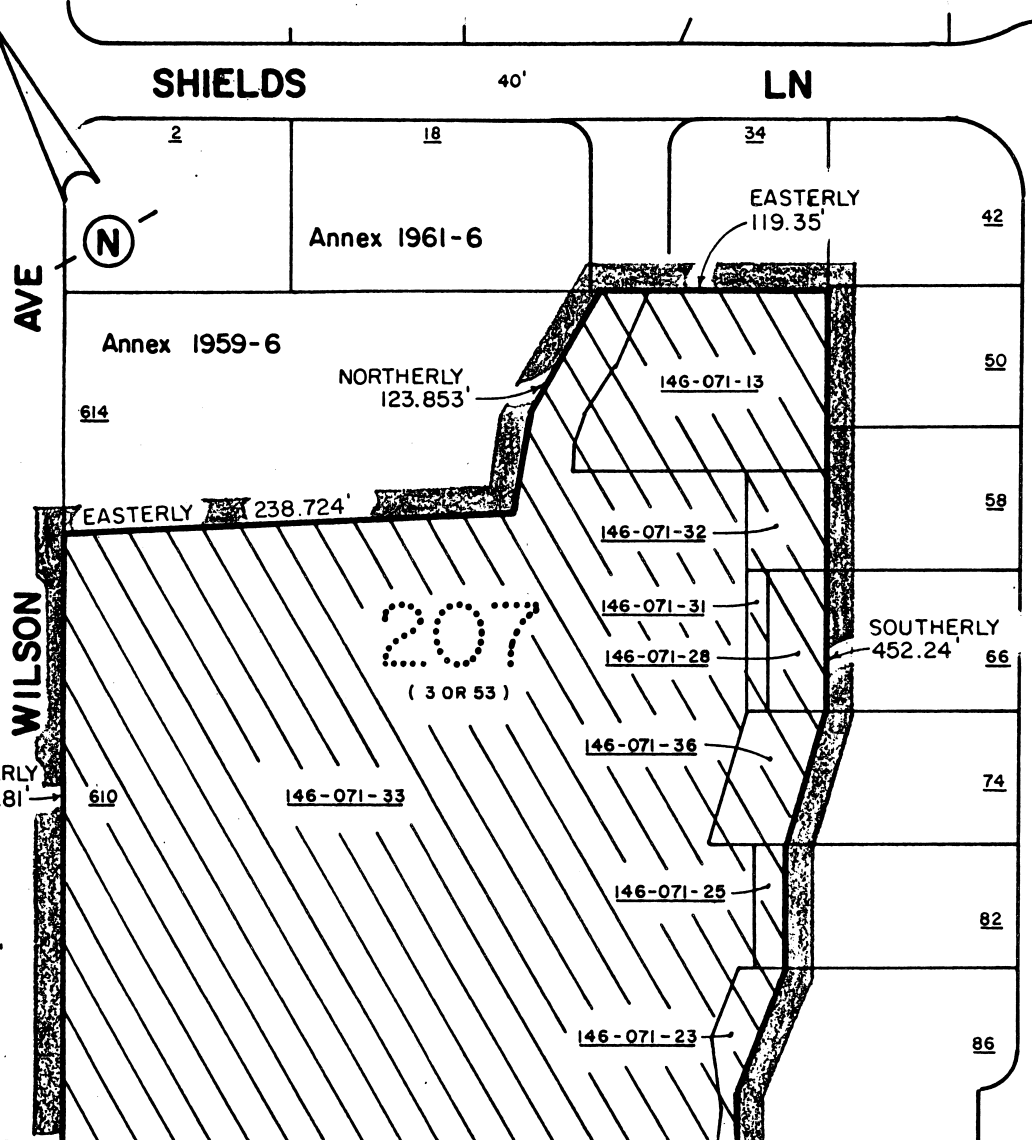 SHIELDS 40' LN
2
18
34
EASTERLY
119.35'
42
N
Annex 1961-6
AVE
Annex 1959-6
NORTHERLY
123.853'
146-071-13
50
614
EASTERLY 238.724'
146-071-32
58
WILSON
207
(3 OR 53)
146-071-31
SOUTHERLY
452.24'
146-071-28
66
146-071-36
RLY
81'
610
146-071-33
74
146-071-25
82
146-071-23
86